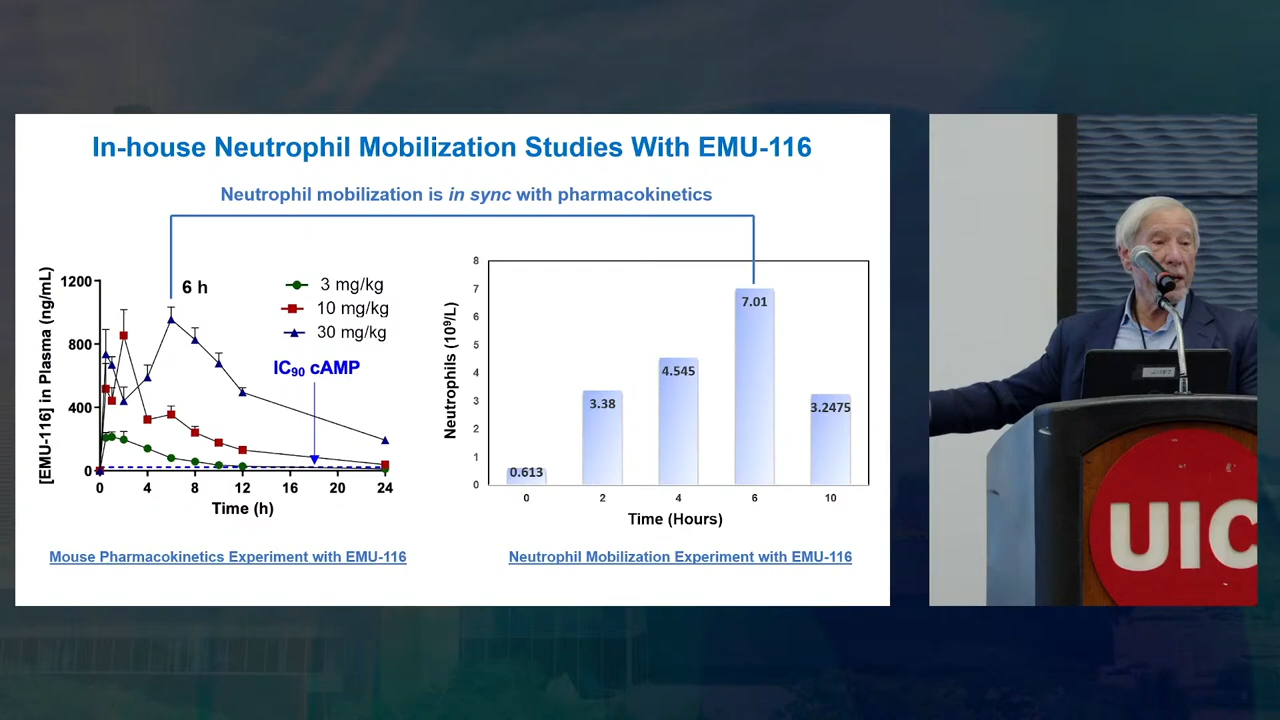 In-house Neutrophil Mobilization Studies With EMU-116
Neutrophil mobilization is in sync with pharmacokinetics
[EMU-116] in Plasma (ng/mL)
1200
800
400
0
6 h
3 mg/kg
10 mg/kg
30 mg/kg
IC₉₀ cAMP
0 4 8 12 16 20 24
Time (h)
Mouse Pharmacokinetics Experiment with EMU-116
Neutrophils (10⁹/L)
8
7
6
5
4
3
2
1
0
0.613
3.38
4.545
7.01
3.2475
0 2 4 6 10
Time (Hours)
Neutrophil Mobilization Experiment with EMU-116
UIC